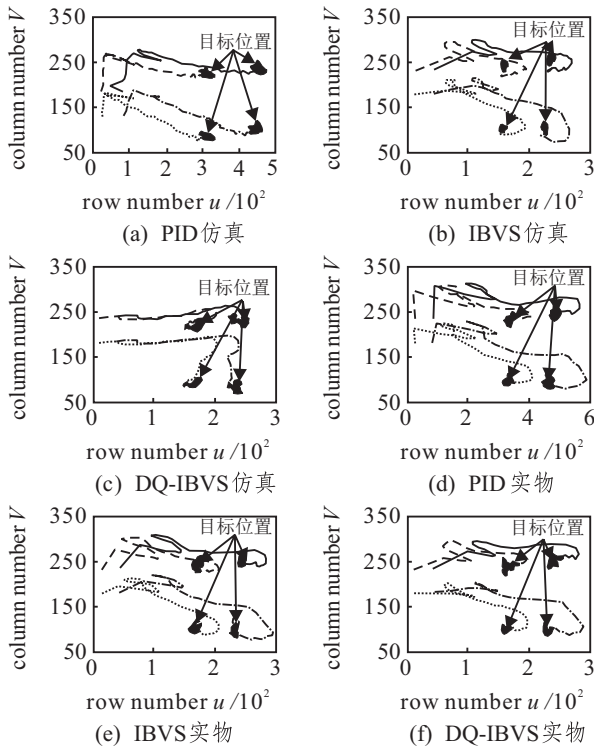 350
250
150
50
column number V
目标位置
0 1 2 3 4 5
row number u /10²
(a) PID仿真
350
250
150
50
column number V
目标位置
0 1 2 3
row number u /10²
(b) IBVS仿真
350
250
150
50
column number V
目标位置
0 1 2 3
row number u /10²
(c) DQ-IBVS仿真
350
250
150
50
column number V
目标位置
0 2 4 6
row number u /10²
(d) PID实物
350
250
150
50
column number V
目标位置
0 1 2 3
row number u /10²
(e) IBVS实物
350
250
150
50
column number V
目标位置
0 1 2 3
row number u /10²
(f) DQ-IBVS实物